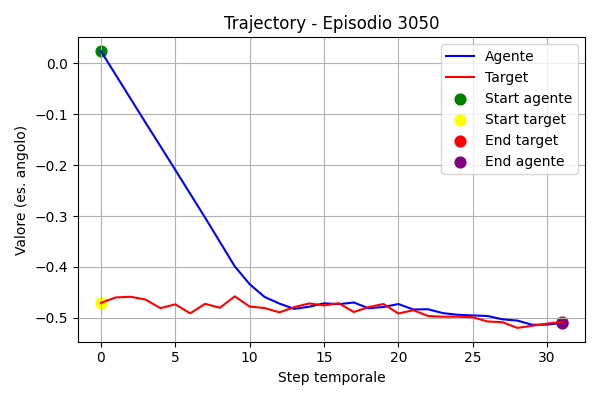 Trajectory - Episodio 3050
Agente
Target
Start agente
Start target
End target
End agente
Valore (es. angolo)
0.0
−0.1
−0.2
−0.3
−0.4
−0.5
0 5 10 15 20 25 30
Step temporale